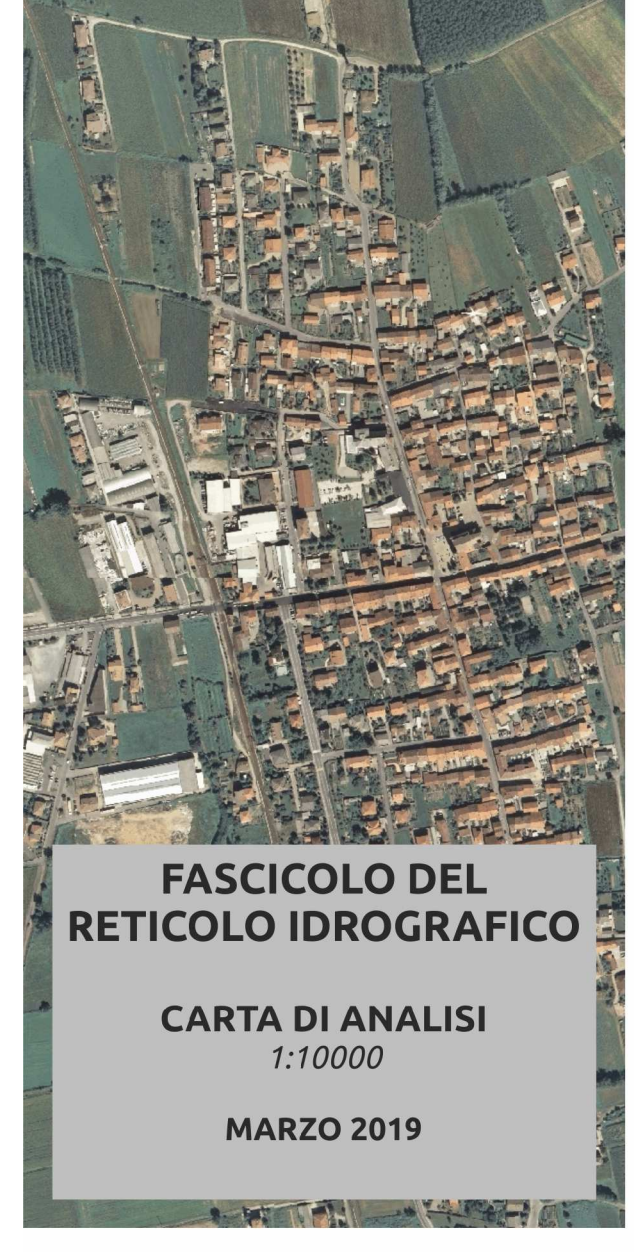 FASCICOLO DEL
RETICOLO IDROGRAFICO
CARTA DI ANALISI
1:10000
MARZO 2019